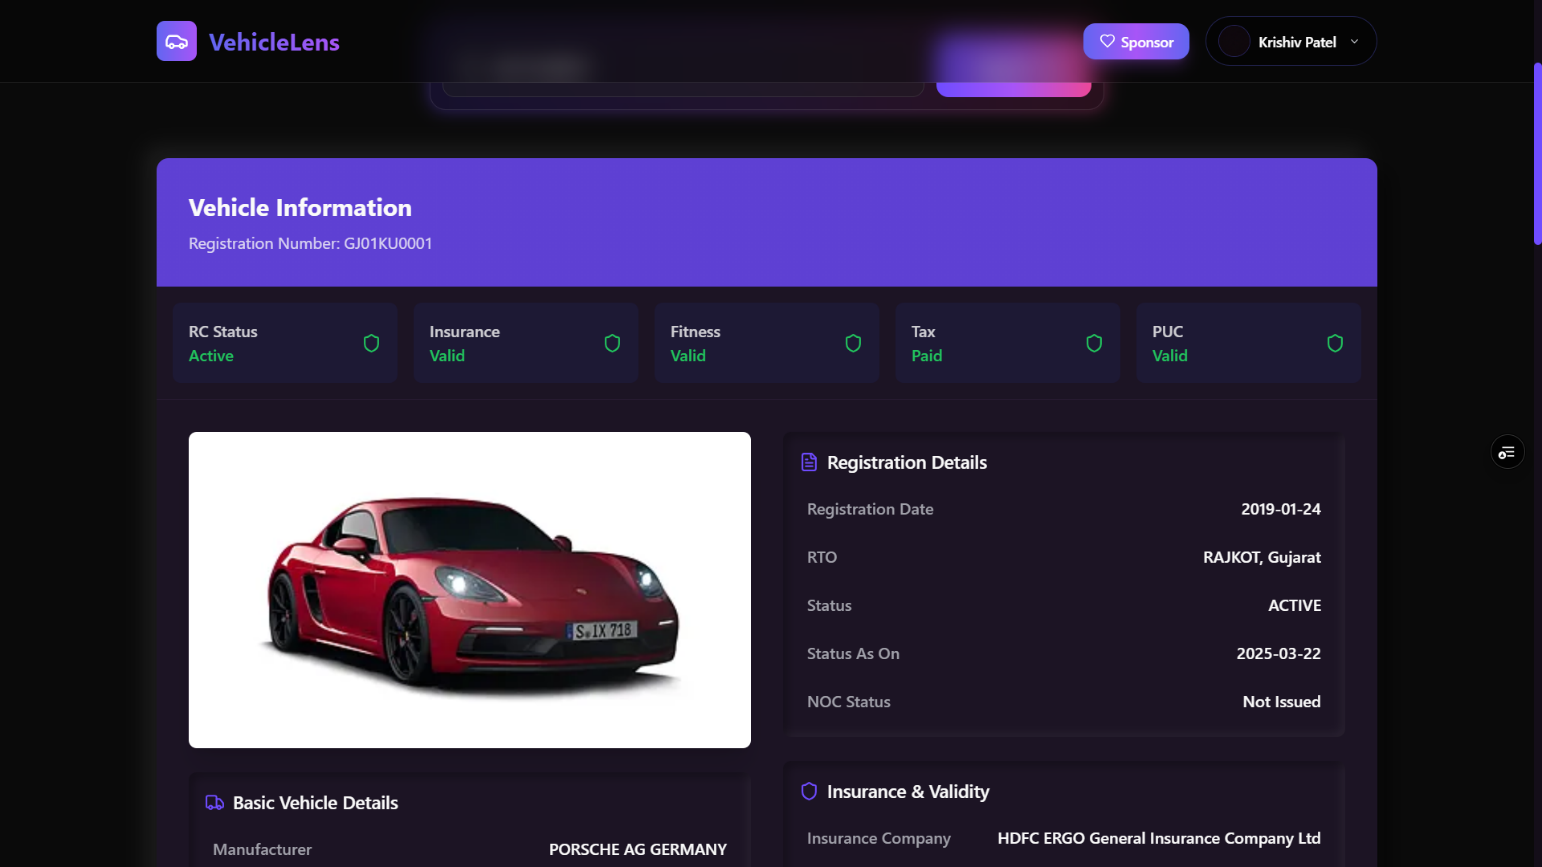 VehicleLens
Sponsor
Krishiv Patel
Vehicle Information
Registration Number: GJ01KU0001
RC Status
Active
Insurance
Valid
Fitness
Valid
Tax
Paid
PUC
Valid
S IX 718
Basic Vehicle Details
Manufacturer PORSCHE AG GERMANY
Registration Details
Registration Date 2019-01-24
RTO RAJKOT, Gujarat
Status ACTIVE
Status As On 2025-03-22
NOC Status Not Issued
Insurance & Validity
Insurance Company HDFC ERGO General Insurance Company Ltd